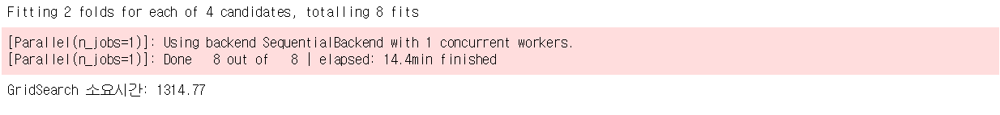 Fitting 2 folds for each of 4 candidates, totalling 8 fits
[Parallel(n_jobs=1)]: Using backend SequentialBackend with 1 concurrent workers.
[Parallel(n_jobs=1)]: Done   8 out of   8 | elapsed: 14.4min finished
GridSearch 소요시간: 1314.77